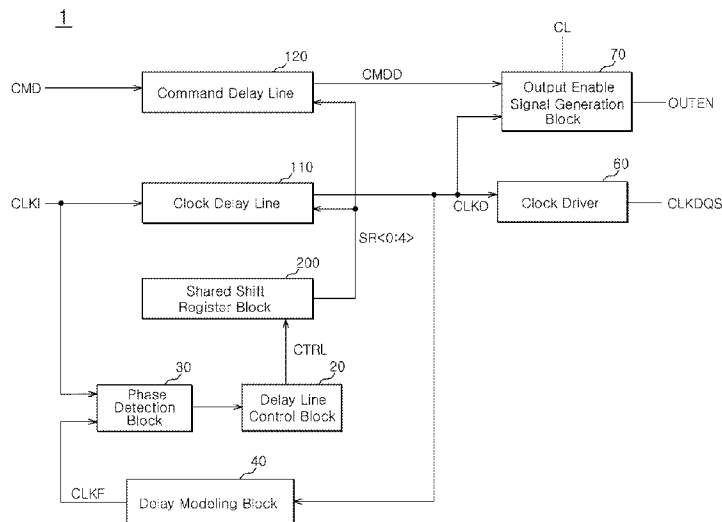 1
CL
120
70
CMD
Command Delay Line
CMDD
Output Enable
Signal Generation
Block
OUTEN
110
60
CLKI
Clock Delay Line
CLKD
Clock Driver
CLKDQS
SR<0:4>
200
Shared Shift
Register Block
CTRL
30
20
Phase
Detection
Block
Delay Line
Control Block
40
CLKF
Delay Modeling Block